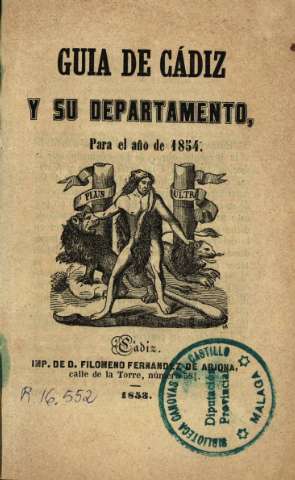 GUIA DE CÁDIZ
Y SU DEPARTAMENTO,
Para el año de 1854.
PLUS ULTRA
Cádiz.
IMP. DE D. FILOMENO FERNANDEZ DE ARJONA,
calle de la Torre, número
1853.
R. 16,552
BIBLIOTECA CANOVAS DEL CASTILLO
Diputación
Provincial
MALAGA